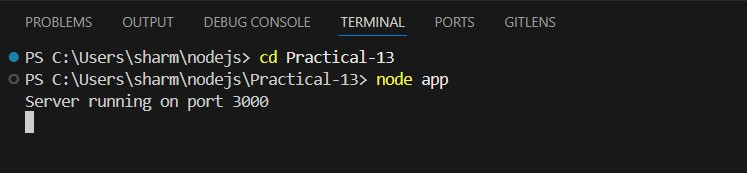 PROBLEMS OUTPUT DEBUG CONSOLE TERMINAL PORTS GITLENS
PS C:\Users\sharm\nodejs> cd Practical-13
PS C:\Users\sharm\nodejs\Practical-13> node app
Server running on port 3000